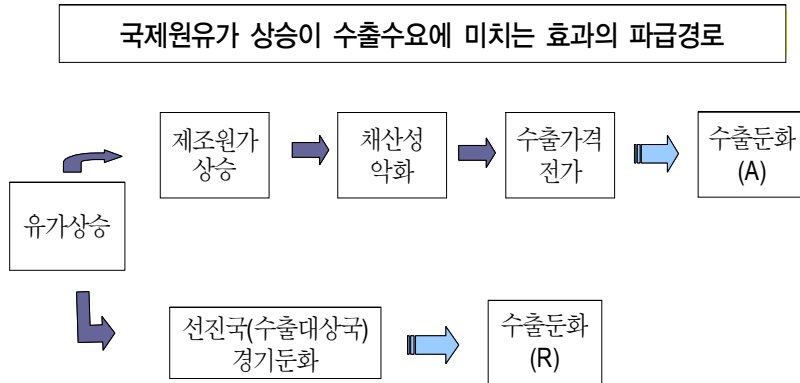 국제원유가 상승이 수출수요에 미치는 효과의 파급경로
제조원가
상승
채산성
악화
수출가격
전가
수출둔화
(A)
유가상승
선진국(수출대상국)
경기둔화
수출둔화
(R)